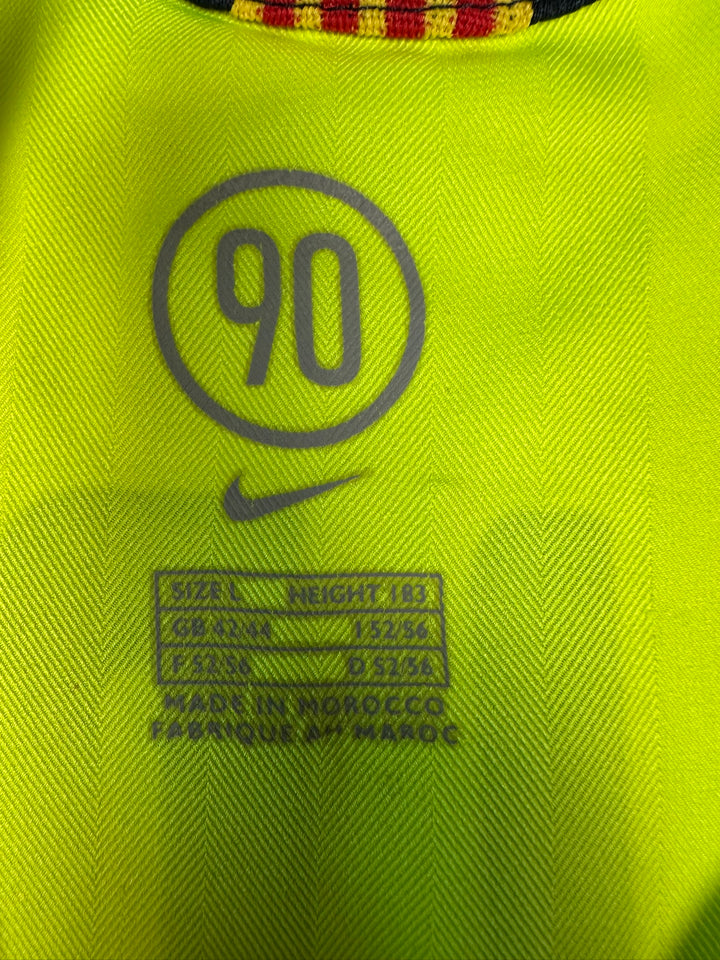 90
SIZE L HEIGHT 183
GB 42/44 I 52/56
F 52/56 D 52/56
MADE IN MOROCCO
FABRIQUE AU MAROC